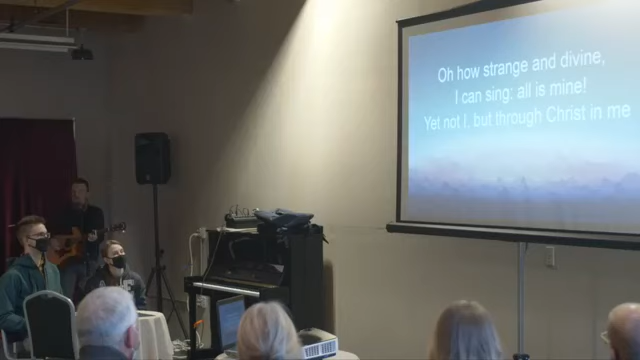 Oh how strange and divine,
I can sing: all is mine!
Yet not I, but through Christ in me